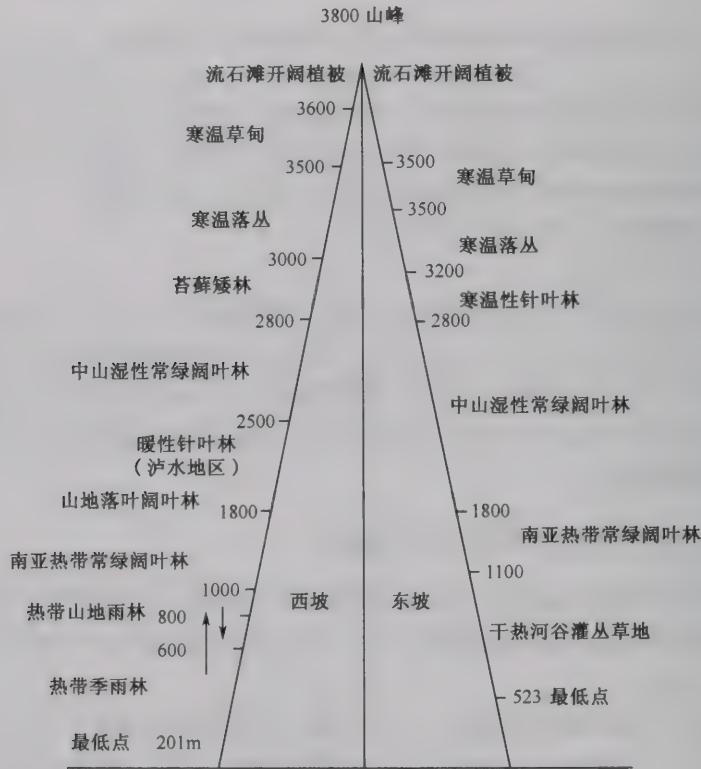 3800 山峰
流石滩开阔植被 流石滩开阔植被
3600
寒温草甸
3500 3500
寒温草甸
3500
寒温落丛
寒温落丛
3000
3200
苔藓矮林
寒温性针叶林
2800 2800
中山湿性常绿阔叶林
中山湿性常绿阔叶林
2500
暖性针叶林
（泸水地区）
山地落叶阔叶林
1800 1800
南亚热带常绿阔叶林
南亚热带常绿阔叶林
1100
1000
西坡 东坡
热带山地雨林 800
干热河谷灌丛草地
600
热带季雨林
523 最低点
最低点 201m